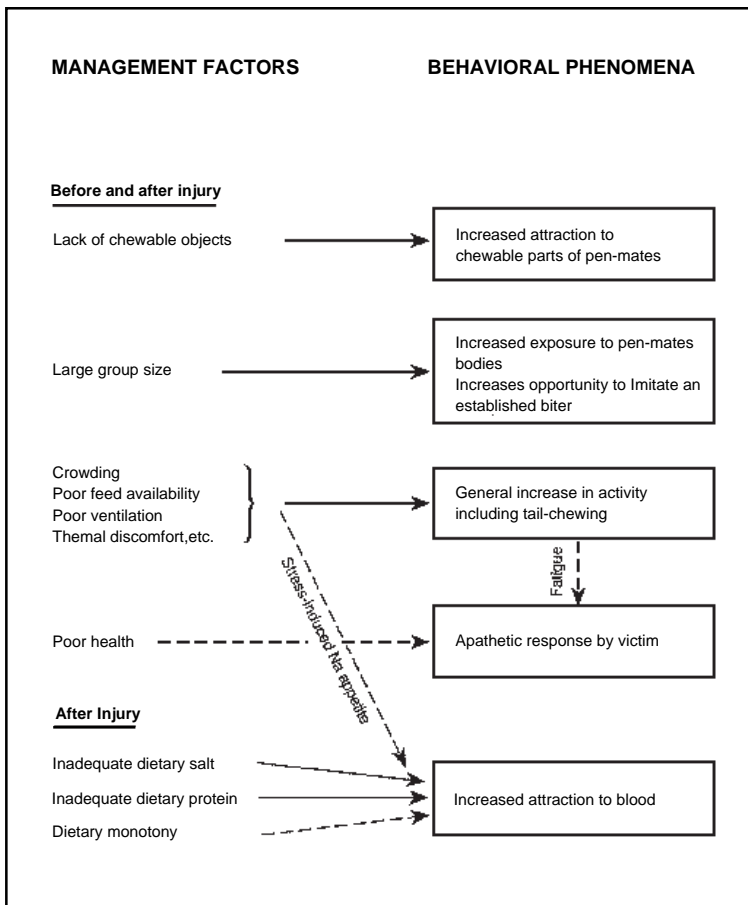 MANAGEMENT FACTORS
BEHAVIORAL PHENOMENA
Before and after injury
Lack of chewable objects
Increased attraction to
chewable parts of pen-mates
Large group size
Increased exposure to pen-mates
bodies
Increases opportunity to Imitate an
established biter
Crowding
Poor feed availability
Poor ventilation
Themal discomfort,etc.
General increase in activity
including tail-chewing
Stress-induced Na appetite
Fatigue
Poor health
Apathetic response by victim
After Injury
Inadequate dietary salt
Inadequate dietary protein
Dietary monotony
Increased attraction to blood